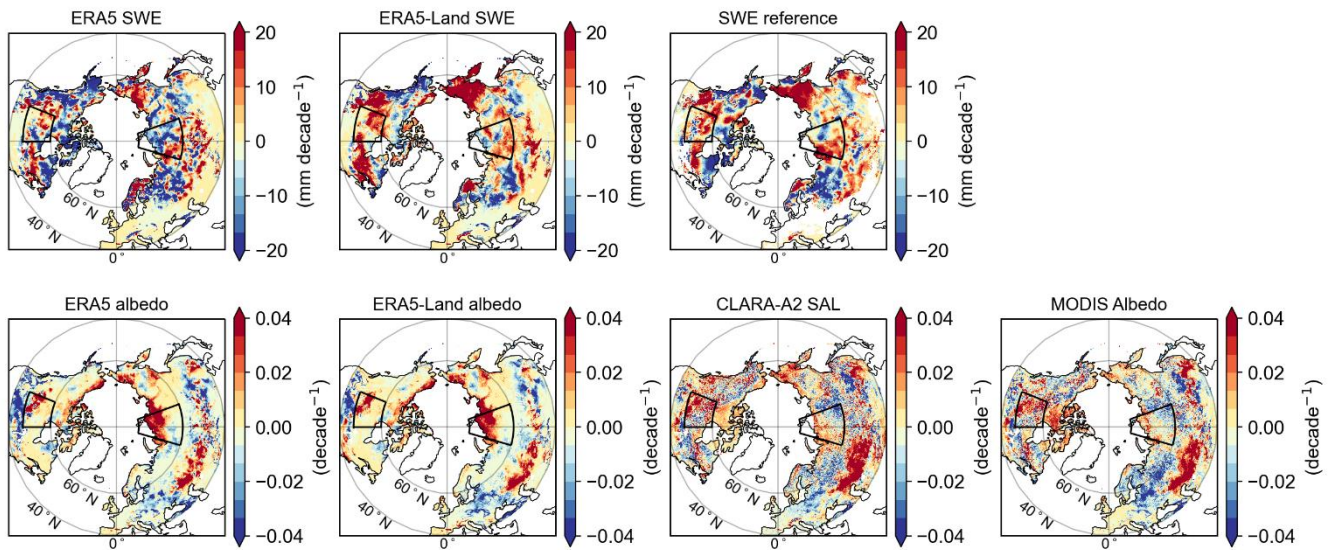 ERA5 SWE
20
10
0
−10
−20
(mm decade⁻¹)
40°N
60°N
0°
ERA5-Land SWE
20
10
0
−10
−20
(mm decade⁻¹)
40°N
60°N
0°
SWE reference
20
10
0
−10
−20
(mm decade⁻¹)
40°N
60°N
0°
ERA5 albedo
0.04
0.02
0.00
−0.02
−0.04
(decade⁻¹)
40°N
60°N
0°
ERA5-Land albedo
0.04
0.02
0.00
−0.02
−0.04
(decade⁻¹)
40°N
60°N
0°
CLARA-A2 SAL
0.04
0.02
0.00
−0.02
−0.04
(decade⁻¹)
40°N
60°N
0°
MODIS Albedo
0.04
0.02
0.00
−0.02
−0.04
(decade⁻¹)
40°N
60°N
0°